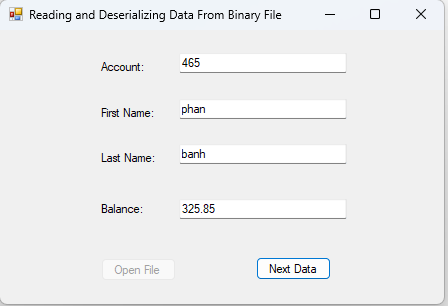 Reading and Deserializing Data From Binary File
Account: 465
First Name: phan
Last Name: banh
Balance: 325.85
Open File Next Data